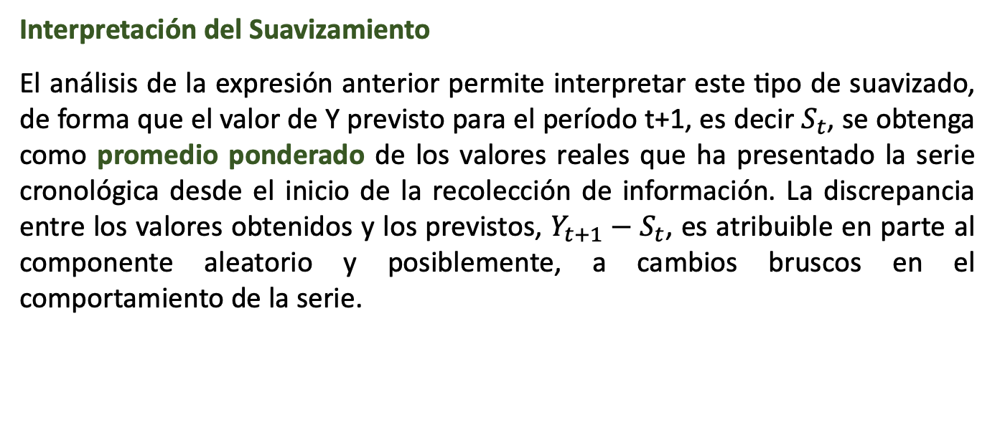 Interpretación del Suavizamiento
El análisis de la expresión anterior permite interpretar este tipo de suavizado,
de forma que el valor de Y previsto para el período t+1, es decir $S_t$, se obtenga
como promedio ponderado de los valores reales que ha presentado la serie
cronológica desde el inicio de la recolección de información. La discrepancia
entre los valores obtenidos y los previstos, $Y_{t+1} - S_t$, es atribuible en parte al
componente aleatorio y posiblemente, a cambios bruscos en el
comportamiento de la serie.